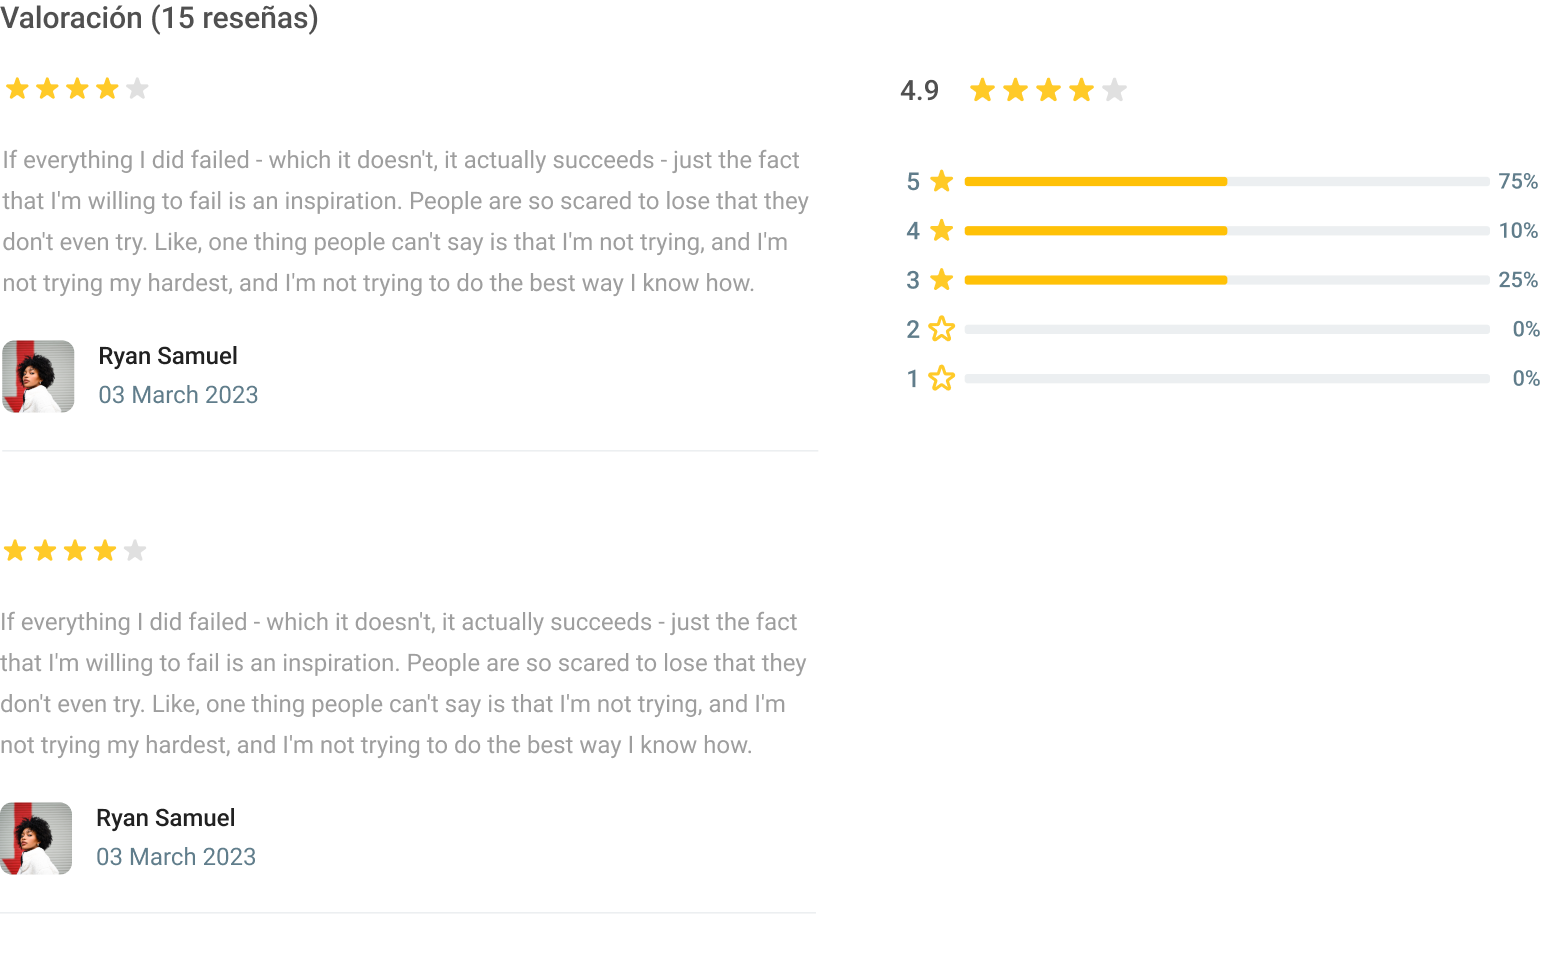 Valoración (15 reseñas)
If everything I did failed - which it doesn't, it actually succeeds - just the fact
that I'm willing to fail is an inspiration. People are so scared to lose that they
don't even try. Like, one thing people can't say is that I'm not trying, and I'm
not trying my hardest, and I'm not trying to do the best way I know how.
Ryan Samuel
03 March 2023
If everything I did failed - which it doesn't, it actually succeeds - just the fact
that I'm willing to fail is an inspiration. People are so scared to lose that they
don't even try. Like, one thing people can't say is that I'm not trying, and I'm
not trying my hardest, and I'm not trying to do the best way I know how.
Ryan Samuel
03 March 2023
4.9
5 75%
4 10%
3 25%
2 0%
1 0%